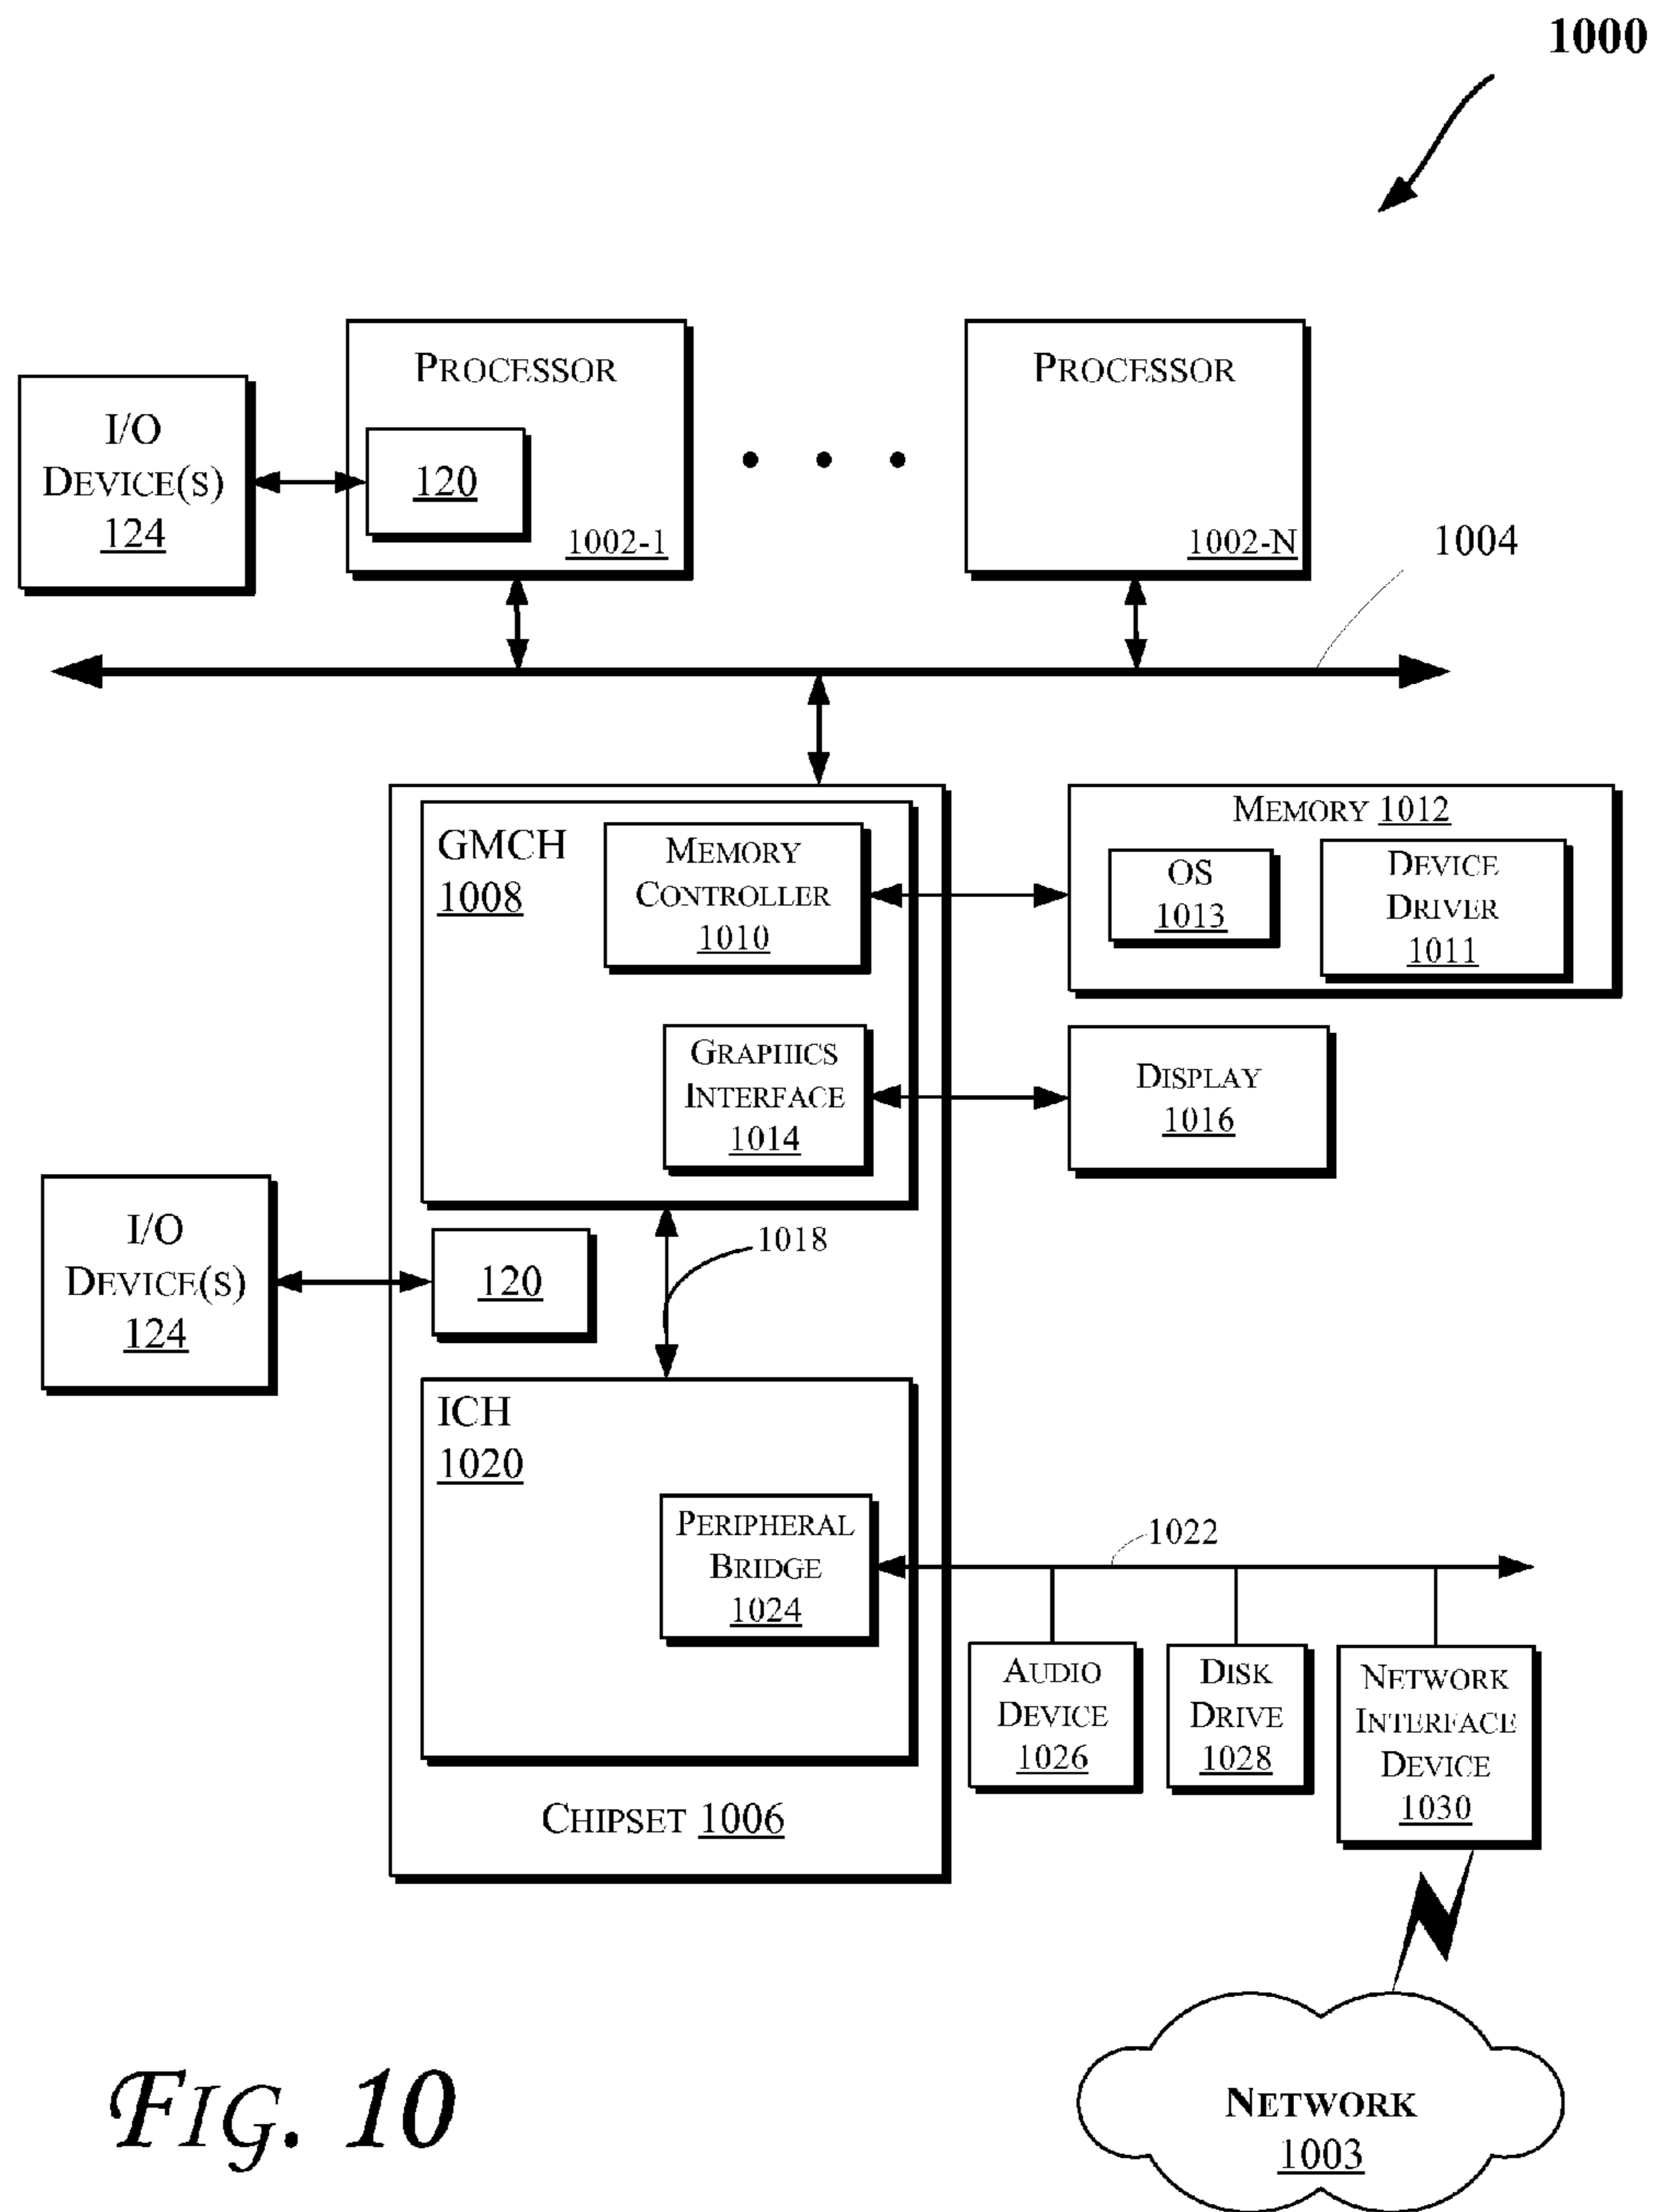 1000
PROCESSOR
120
1002-1
PROCESSOR
1002-N
I/O
DEVICE(S)
124
1004
GMCH
1008
MEMORY
CONTROLLER
1010
MEMORY 1012
OS
1013
DEVICE
DRIVER
1011
GRAPHICS
INTERFACE
1014
DISPLAY
1016
I/O
DEVICE(S)
124
120
1018
ICH
1020
PERIPHERAL
BRIDGE
1024
1022
AUDIO
DEVICE
1026
DISK
DRIVE
1028
NETWORK
INTERFACE
DEVICE
1030
CHIPSET 1006
NETWORK
1003
FIG. 10